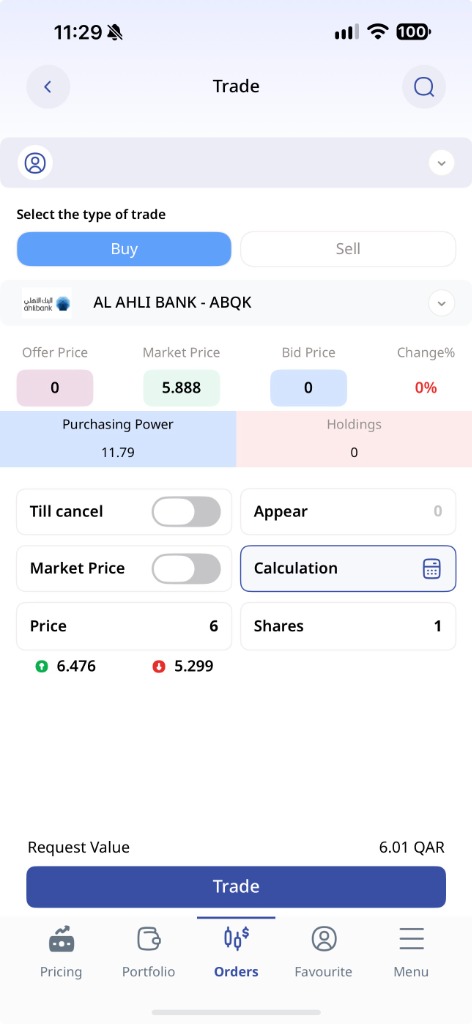 11:29
100
Trade
Select the type of trade
Buy
Sell
البنك الاهلي
ahlibank
AL AHLI BANK - ABQK
Offer Price
Market Price
Bid Price
Change%
0
5.888
0
0%
Purchasing Power
Holdings
11.79
0
Till cancel
Appear
0
Market Price
Calculation
Price
6
Shares
1
6.476
5.299
Request Value
6.01 QAR
Trade
Pricing
Portfolio
Orders
Favourite
Menu